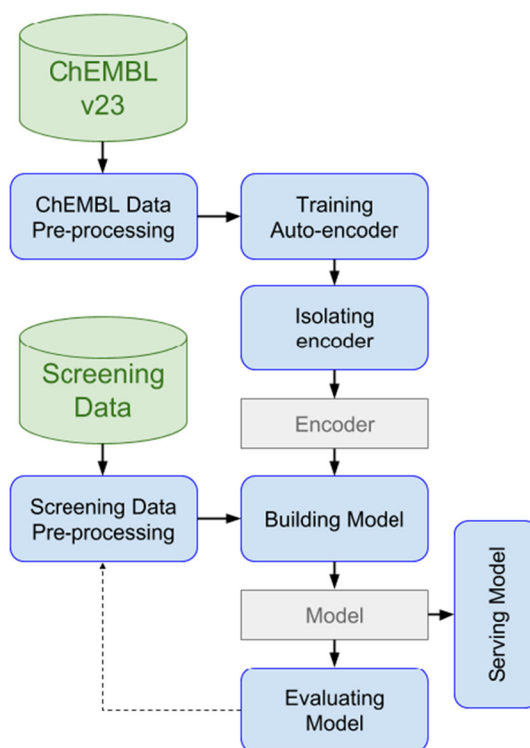 ChEMBL
v23
ChEMBL Data
Pre-processing
Training
Auto-encoder
Isolating
encoder
Screening
Data
Encoder
Screening Data
Pre-processing
Building Model
Model
Serving Model
Evaluating
Model